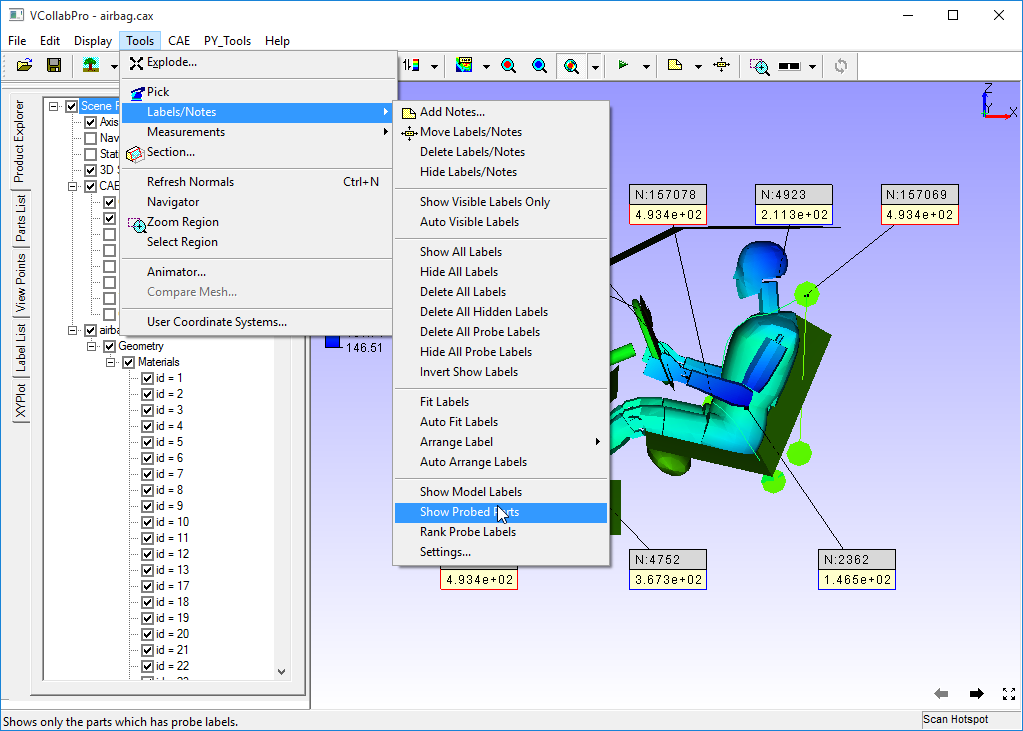 VCollabPro - airbag.cax
File Edit Display Tools CAE PY_Tools Help
Explode...
Pick
Labels/Notes
Measurements
Section...
Refresh Normals Ctrl+N
Navigator
Zoom Region
Select Region
Animator...
Compare Mesh...
User Coordinate Systems...
Add Notes...
Move Labels/Notes
Delete Labels/Notes
Hide Labels/Notes
Show Visible Labels Only
Auto Visible Labels
Show All Labels
Hide All Labels
Delete All Labels
Delete All Hidden Labels
Delete All Probe Labels
Hide All Probe Labels
Invert Show Labels
Fit Labels
Auto Fit Labels
Arrange Label
Auto Arrange Labels
Show Model Labels
Show Probed Parts
Rank Probe Labels
Settings...
Product Explorer
Parts List
View Points
Label List
XYPlot
Scene
Axis
Nav
Stat
3D
CAE
airba
Geometry
Materials
id = 1
id = 2
id = 3
id = 4
id = 5
id = 6
id = 7
id = 8
id = 9
id = 10
id = 11
id = 12
id = 13
id = 17
id = 18
id = 19
id = 20
id = 21
id = 22
146.51
Z
Y
X
N:157078
4.934e+02
N:4923
2.113e+02
N:157069
4.934e+02
4.934e+02
N:4752
3.673e+02
N:2362
1.465e+02
Shows only the parts which has probe labels.
Scan Hotspot